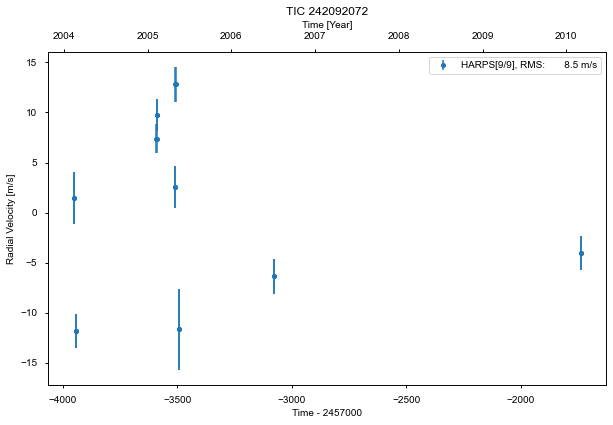 TIC 242092072
Time [Year]
2004 2005 2006 2007 2008 2009 2010
HARPS[9/9], RMS: 8.5 m/s
15
10
5
0
−5
−10
−15
Radial Velocity [m/s]
−4000 −3500 −3000 −2500 −2000
Time - 2457000